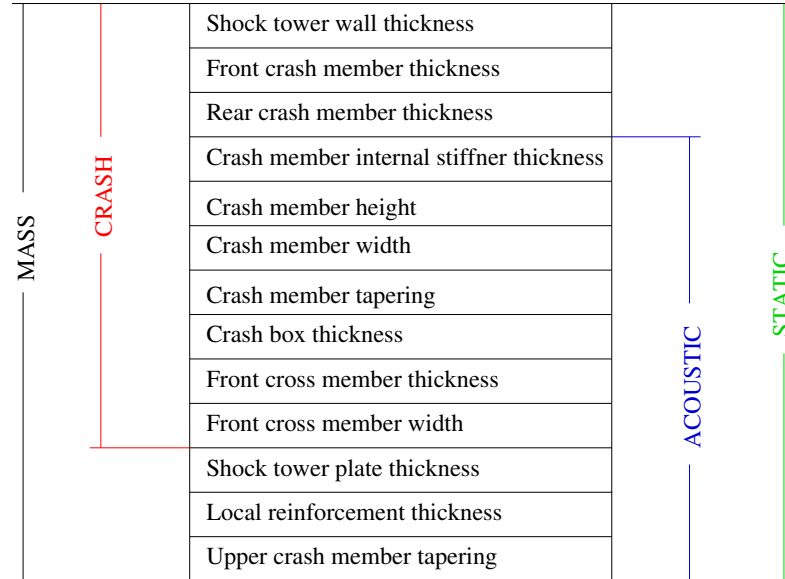 Shock tower wall thickness
Front crash member thickness
Rear crash member thickness
Crash member internal stiffner thickness
Crash member height
Crash member width
Crash member tapering
Crash box thickness
Front cross member thickness
Front cross member width
Shock tower plate thickness
Local reinforcement thickness
Upper crash member tapering
MASS
CRASH
ACOUSTIC
STATIC